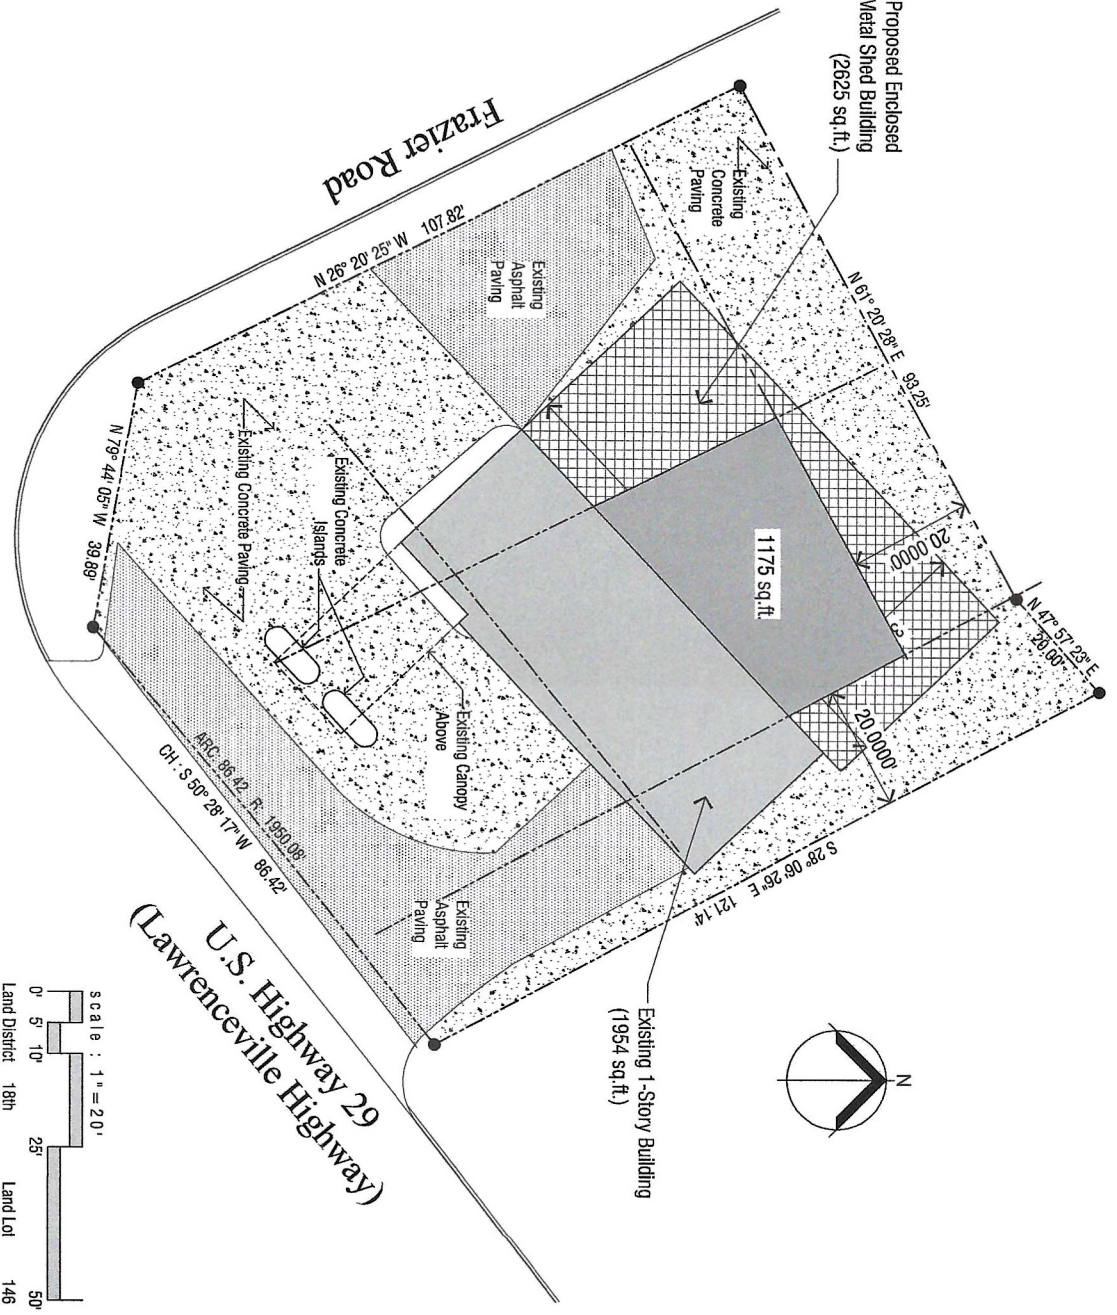 Proposed Enclosed
Metal Shed Building
(2625 sq.ft.)
Frazier Road
Existing
Concrete
Paving
N 61° 20' 28" E 93.25'
N 26° 20' 25" W 107.82'
Existing
Asphalt
Paving
1175 sq.ft.
20.0000'
N 47° 57' 23" E
20.00'
20.0000'
N 79° 44' 05" W 39.89'
Existing Concrete Paving
Existing Concrete
Islands
Existing Canopy
Above
ARC. 86.42 R. 1950.08'
CH. S 50° 28' 17" W 86.42'
S 28° 06' 26" E 121.14'
Existing
Asphalt
Paving
Existing 1-Story Building
(1954 sq.ft.)
N
U.S. Highway 29
(Lawrenceville Highway)
scale : 1"=20'
0' 5' 10" 25' 50'
Land District 18th Land Lot 146